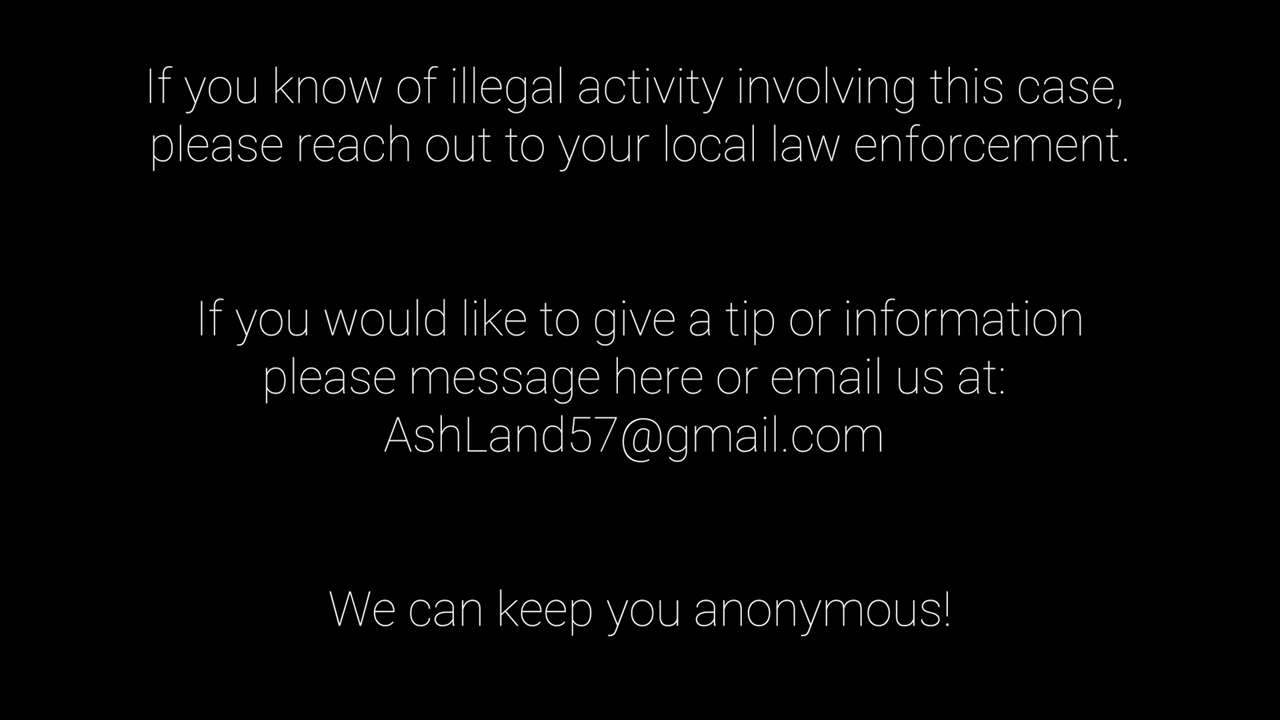 If you know of illegal activity involving this case,
please reach out to your local law enforcement.
If you would like to give a tip or information
please message here or email us at:
AshLand57@gmail.com
We can keep you anonymous!